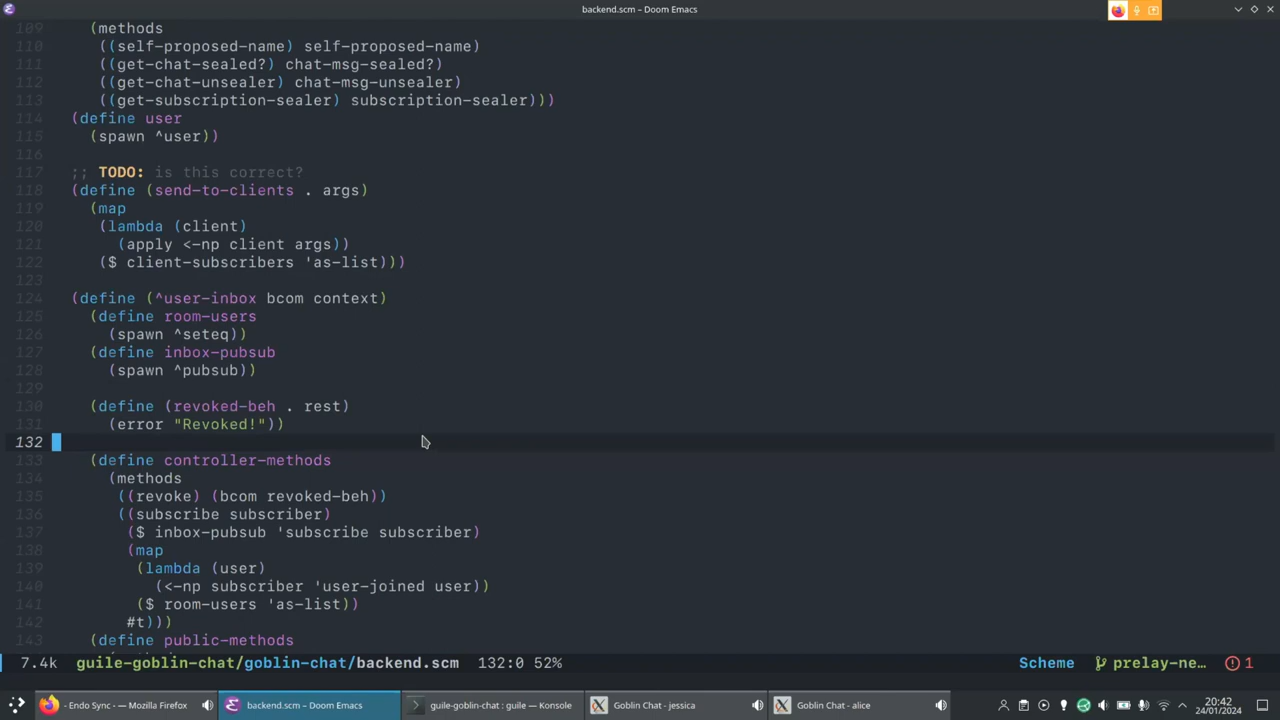 backend.scm – Doom Emacs
109 (methods
110 ((self-proposed-name) self-proposed-name)
111 ((get-chat-sealed?) chat-msg-sealed?)
112 ((get-chat-unsealer) chat-msg-unsealer)
113 ((get-subscription-sealer) subscription-sealer)))
114 (define user
115 (spawn ^user))
116
117 ;; TODO: is this correct?
118 (define (send-to-clients . args)
119 (map
120 (lambda (client)
121 (apply <-np client args))
122 ($ client-subscribers 'as-list)))
123
124 (define (^user-inbox bcom context)
125 (define room-users
126 (spawn ^seteq))
127 (define inbox-pubsub
128 (spawn ^pubsub))
129
130 (define (revoked-beh . rest)
131 (error "Revoked!"))
132
133 (define controller-methods
134 (methods
135 ((revoke) (bcom revoked-beh))
136 ((subscribe subscriber)
137 ($ inbox-pubsub 'subscribe subscriber)
138 (map
139 (lambda (user)
140 (<-np subscriber 'user-joined user))
141 ($ room-users 'as-list))
142 #t)))
143 (define public-methods
7.4k guile-goblin-chat/goblin-chat/backend.scm 132:0 52% Scheme prelay-ne… 1
- Endo Sync - — Mozilla Firefox backend.scm – Doom Emacs guile-goblin-chat : guile — Konsole Goblin Chat - jessica Goblin Chat - alice 20:42
24/01/2024